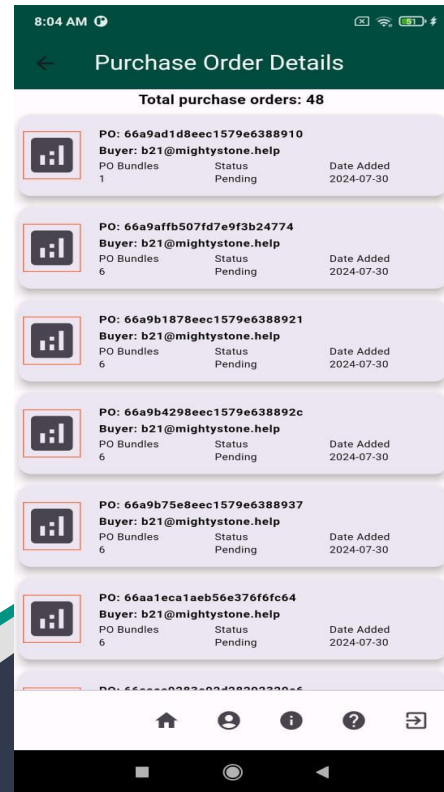 8:04 AM
51
Purchase Order Details
Total purchase orders: 48
PO: 66a9ad1d8eec1579e6388910
Buyer: b21@mightystone.help
PO Bundles Status Date Added
1 Pending 2024-07-30
PO: 66a9affb507fd7e9f3b24774
Buyer: b21@mightystone.help
PO Bundles Status Date Added
6 Pending 2024-07-30
PO: 66a9b1878eec1579e6388921
Buyer: b21@mightystone.help
PO Bundles Status Date Added
6 Pending 2024-07-30
PO: 66a9b4298eec1579e638892c
Buyer: b21@mightystone.help
PO Bundles Status Date Added
6 Pending 2024-07-30
PO: 66a9b75e8eec1579e6388937
Buyer: b21@mightystone.help
PO Bundles Status Date Added
6 Pending 2024-07-30
PO: 66aa1eca1aeb56e376f6fc64
Buyer: b21@mightystone.help
PO Bundles Status Date Added
6 Pending 2024-07-30